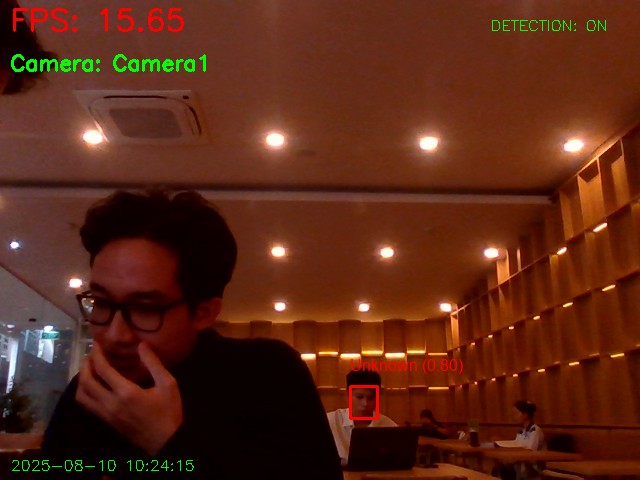 FPS: 15.65
DETECTION: ON
Camera: Camera1
Unknown (0.80)
2025-08-10 10:24:15